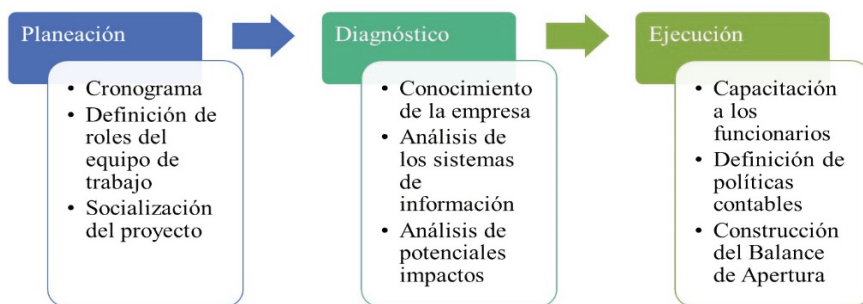 Planeación
• Cronograma
• Definición de
roles del
equipo de
trabajo
• Socialización
del proyecto
Diagnóstico
• Conocimiento
de la empresa
• Análisis de
los sistemas
de
información
• Análisis de
potenciales
impactos
Ejecución
• Capacitación
a los
funcionarios
• Definición de
políticas
contables
• Construcción
del Balance
de Apertura